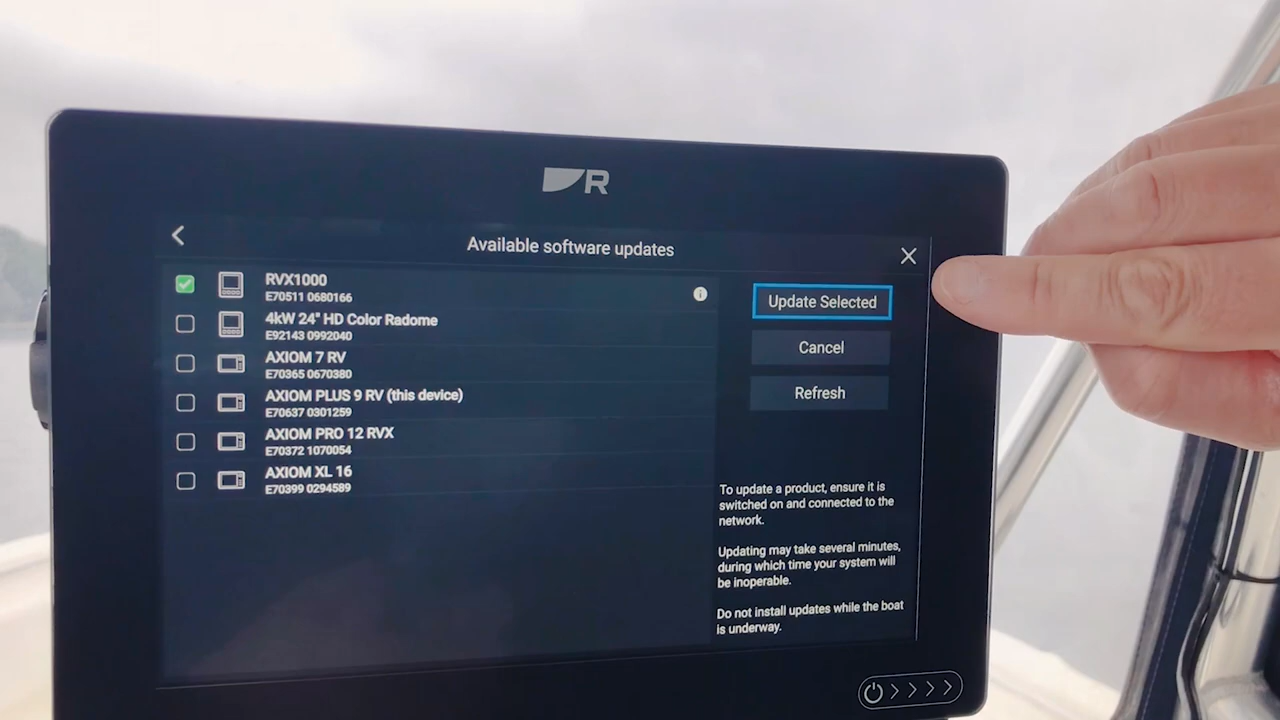 R
Available software updates
RVX1000
E70511 0680166
4kW 24" HD Color Radome
E92143 0992040
AXIOM 7 RV
E70365 0670380
AXIOM PLUS 9 RV (this device)
E70637 0301259
AXIOM PRO 12 RVX
E70372 1070054
AXIOM XL 16
E70399 0294589
Update Selected
Cancel
Refresh
To update a product, ensure it is
switched on and connected to the
network.
Updating may take several minutes,
during which time your system will
be inoperable.
Do not install updates while the boat
is underway.